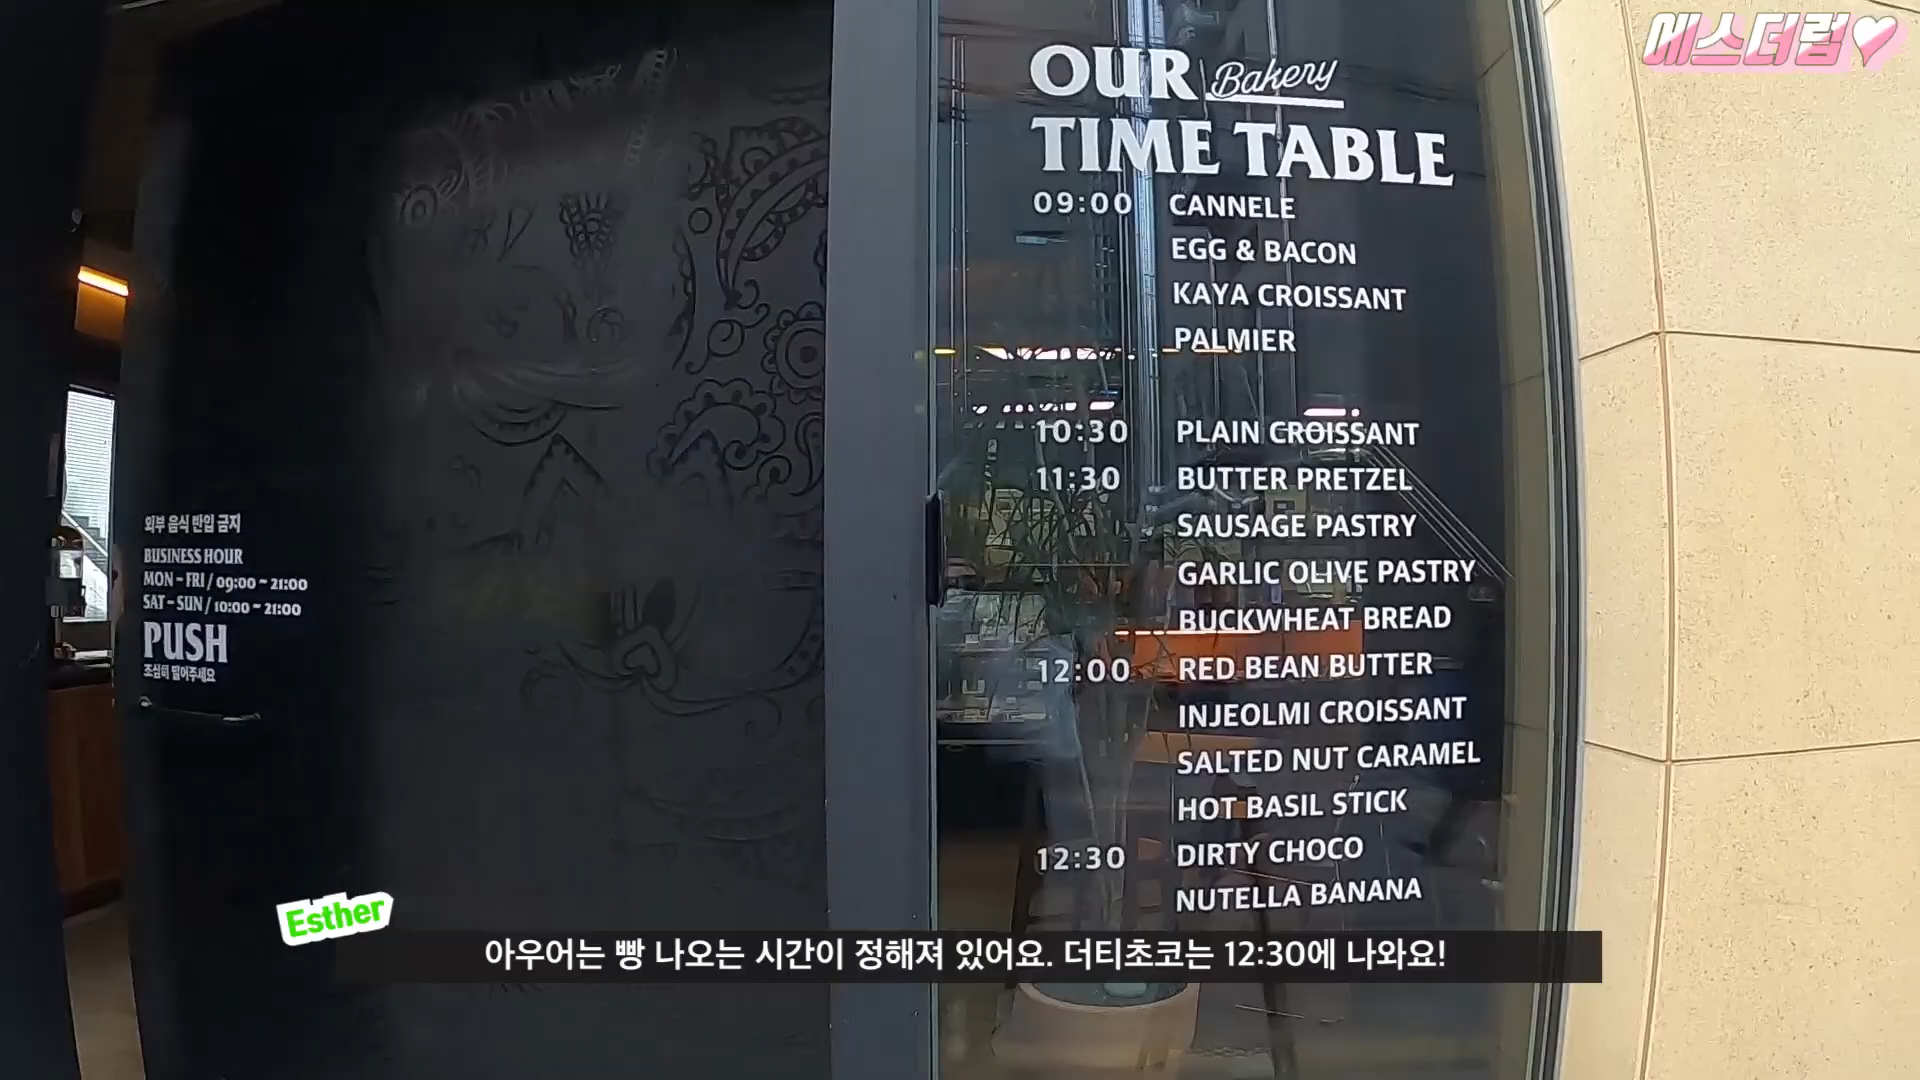 에스더럼
외부 음식 반입 금지
BUSINESS HOUR
MON - FRI / 09:00 ~ 21:00
SAT - SUN / 10:00 ~ 21:00
PUSH
조심히 밀어주세요
OUR Bakery
TIME TABLE
09:00 CANNELE
EGG & BACON
KAYA CROISSANT
PALMIER
10:30 PLAIN CROISSANT
11:30 BUTTER PRETZEL
SAUSAGE PASTRY
GARLIC OLIVE PASTRY
BUCKWHEAT BREAD
12:00 RED BEAN BUTTER
INJEOLMI CROISSANT
SALTED NUT CARAMEL
HOT BASIL STICK
12:30 DIRTY CHOCO
NUTELLA BANANA
Esther
아우어는 빵 나오는 시간이 정해져 있어요. 더티초코는 12:30에 나와요!